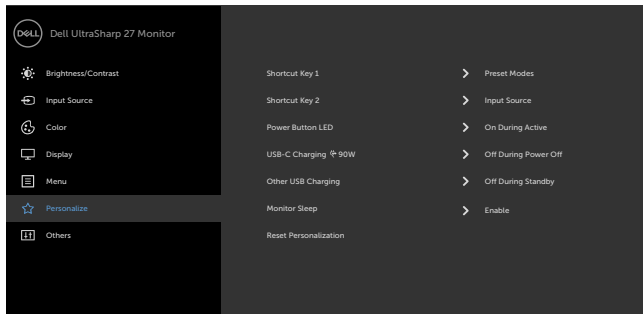 DELL Dell UltraSharp 27 Monitor
Brightness/Contrast Shortcut Key 1 Preset Modes
Input Source Shortcut Key 2 Input Source
Color Power Button LED On During Active
Display USB-C Charging 90W Off During Power Off
Menu Other USB Charging Off During Standby
Personalize Monitor Sleep Enable
Others Reset Personalization